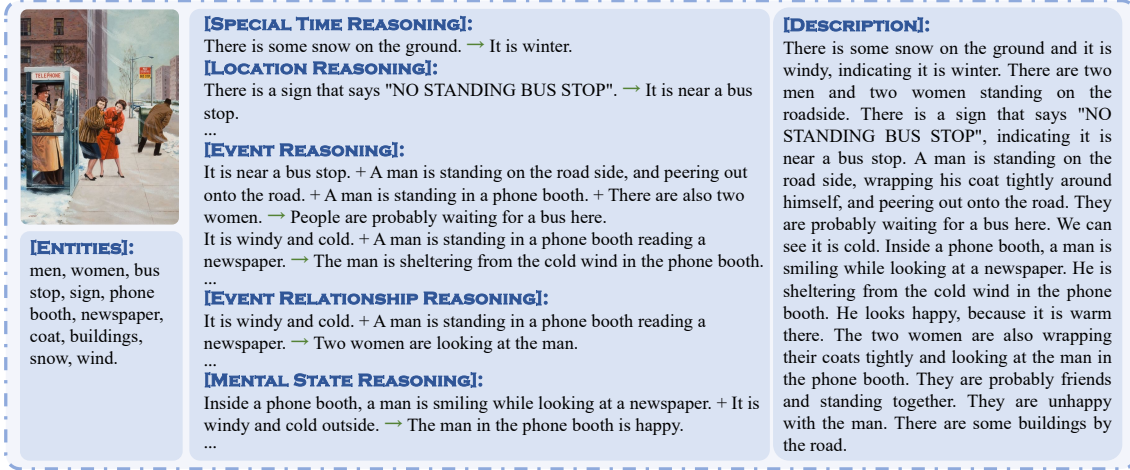 TELEPHONE
[ENTITIES]:
men, women, bus
stop, sign, phone
booth, newspaper,
coat, buildings,
snow, wind.
[SPECIAL TIME REASONING]:
There is some snow on the ground. → It is winter.
[LOCATION REASONING]:
There is a sign that says "NO STANDING BUS STOP". → It is near a bus
stop.
...
[EVENT REASONING]:
It is near a bus stop. + A man is standing on the road side, and peering out
onto the road. + A man is standing in a phone booth. + There are also two
women. → People are probably waiting for a bus here.
It is windy and cold. + A man is standing in a phone booth reading a
newspaper. → The man is sheltering from the cold wind in the phone booth.
...
[EVENT RELATIONSHIP REASONING]:
It is windy and cold. + A man is standing in a phone booth reading a
newspaper. → Two women are looking at the man.
...
[MENTAL STATE REASONING]:
Inside a phone booth, a man is smiling while looking at a newspaper. + It is
windy and cold outside. → The man in the phone booth is happy.
...
[DESCRIPTION]:
There is some snow on the ground and it is
windy, indicating it is winter. There are two
men and two women standing on the
roadside. There is a sign that says "NO
STANDING BUS STOP", indicating it is
near a bus stop. A man is standing on the
road side, wrapping his coat tightly around
himself, and peering out onto the road. They
are probably waiting for a bus here. We can
see it is cold. Inside a phone booth, a man is
smiling while looking at a newspaper. He is
sheltering from the cold wind in the phone
booth. He looks happy, because it is warm
there. The two women are also wrapping
their coats tightly and looking at the man in
the phone booth. They are probably friends
and standing together. They are unhappy
with the man. There are some buildings by
the road.